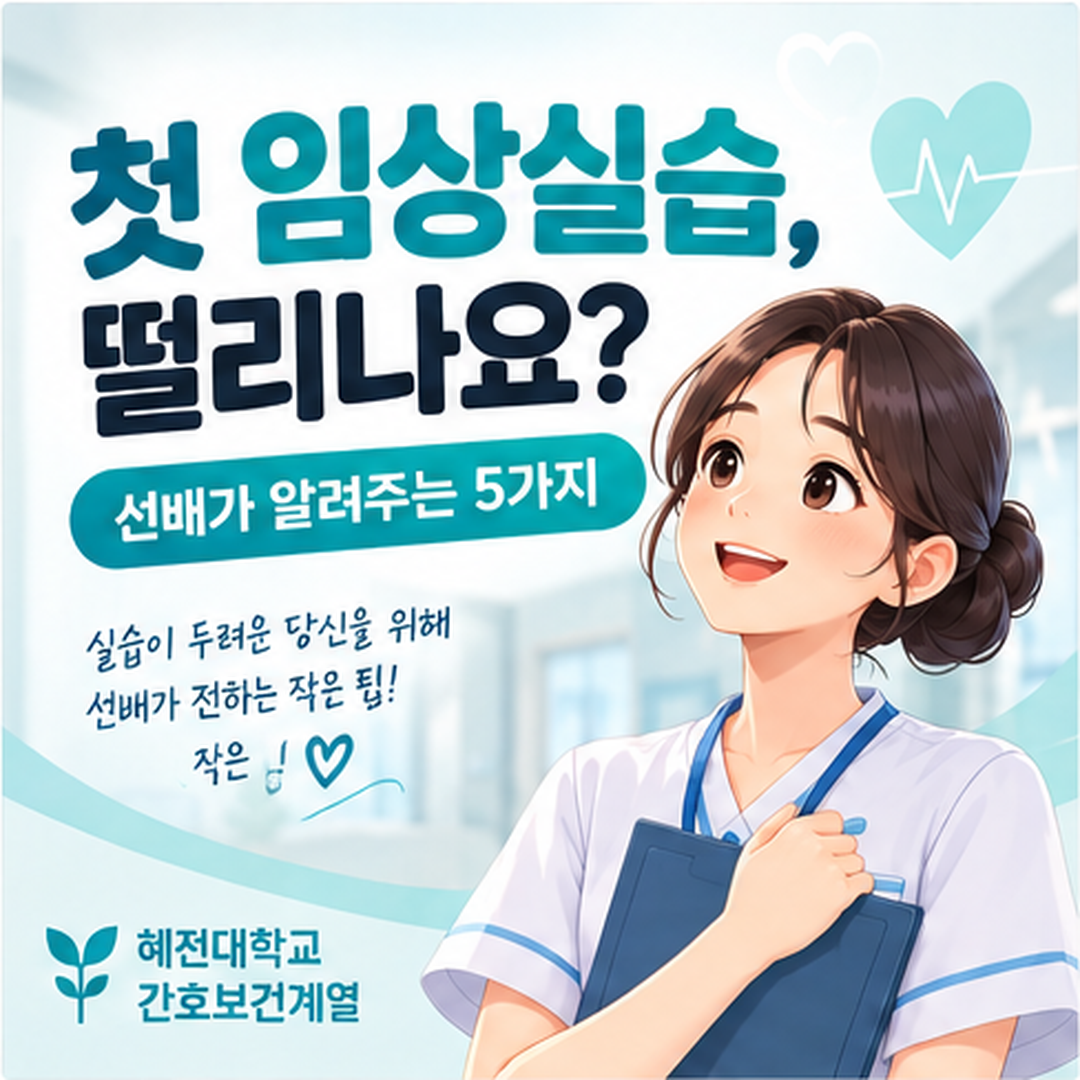 첫 임상실습,
떨리나요?
선배가 알려주는 5가지
실습이 두려운 당신을 위해
선배가 전하는 작은 팁!
작은
혜전대학교
간호보건계열